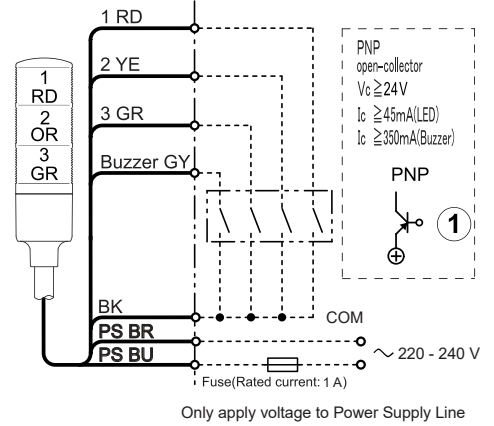 1 RD
2 YE
3 GR
Buzzer GY
1
RD
2
OR
3
GR
BK
PS BR
PS BU
COM
220 - 240 V
Fuse(Rated current: 1 A)
Only apply voltage to Power Supply Line
PNP
open-collector
Vc ≧24V
Ic ≧45mA(LED)
Ic ≧350mA(Buzzer)
PNP
1